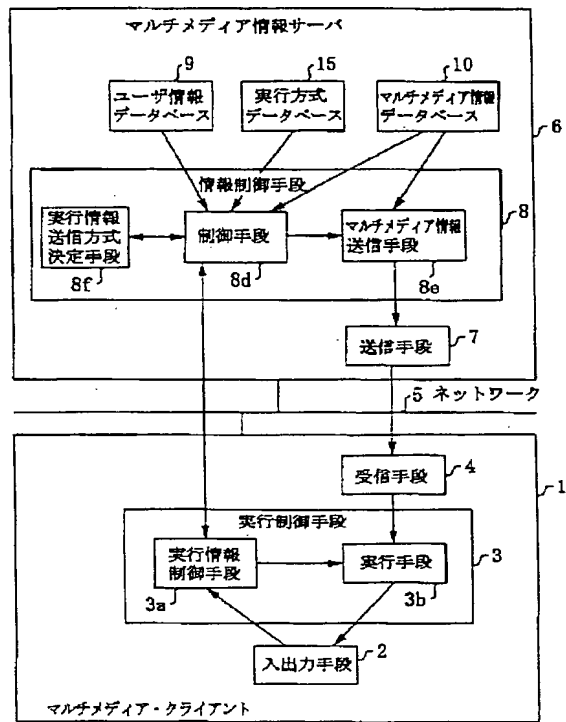 マルチメディア情報サーバ
9
15
10
ユーザ情報
データベース
実行方式
データベース
マルチメディア情報
データベース
6
情報制御手段
8
実行情報
送信方式
決定手段
8f
制御手段
8d
マルチメディア情報
送信手段
8e
送信手段
7
5 ネットワーク
受信手段
4
1
実行制御手段
3
実行情報
制御手段
3a
実行手段
3b
入出力手段
2
マルチメディア・クライアント